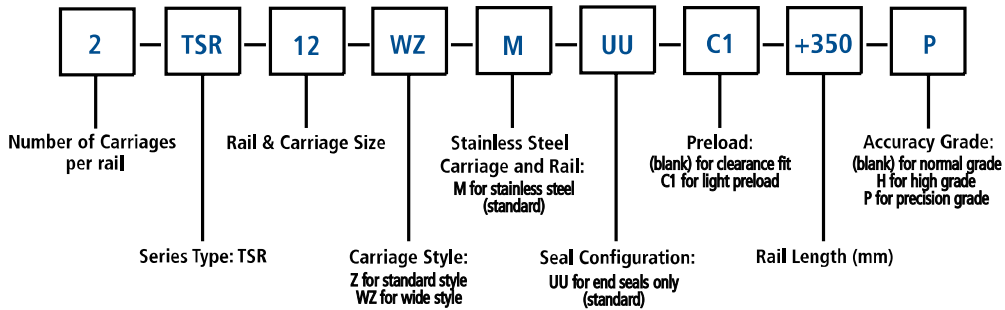 2 – TSR – 12 – WZ – M – UU – C1 – +350 – P
Number of Carriages
per rail
Rail & Carriage Size
Stainless Steel
Carriage and Rail:
M for stainless steel
(standard)
Preload:
(blank) for clearance fit
C1 for light preload
Accuracy Grade:
(blank) for normal grade
H for high grade
P for precision grade
Series Type: TSR
Carriage Style:
Z for standard style
WZ for wide style
Seal Configuration:
UU for end seals only
(standard)
Rail Length (mm)